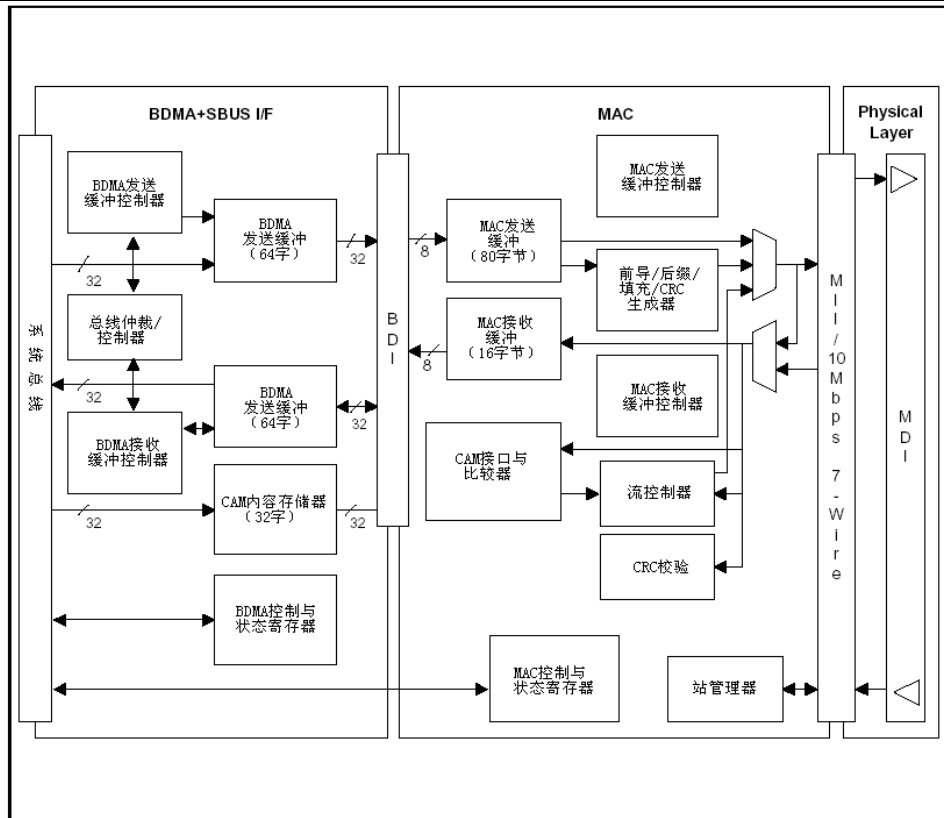 BDMA+SBUS I/F
MAC
Physical
Layer
系统总线
BDMA发送
缓冲控制器
BDMA
发送缓冲
(64字)
32
32
总线仲裁/
控制器
32
BDMA
发送缓冲
(64字)
32
BDMA接收
缓冲控制器
CAM内容存储器
(32字)
32
32
BDMA控制与
状态寄存器
BDI
8
8
MAC发送
缓冲控制器
MAC发送
缓冲
(80字节)
前导/后缀/
填充/CRC
生成器
MAC接收
缓冲
(16字节)
MAC接收
缓冲控制器
CAM接口与
比较器
流控制器
CRC校验
MAC控制与
状态寄存器
站管理器
MII/10Mbps 7-Wire
MDI